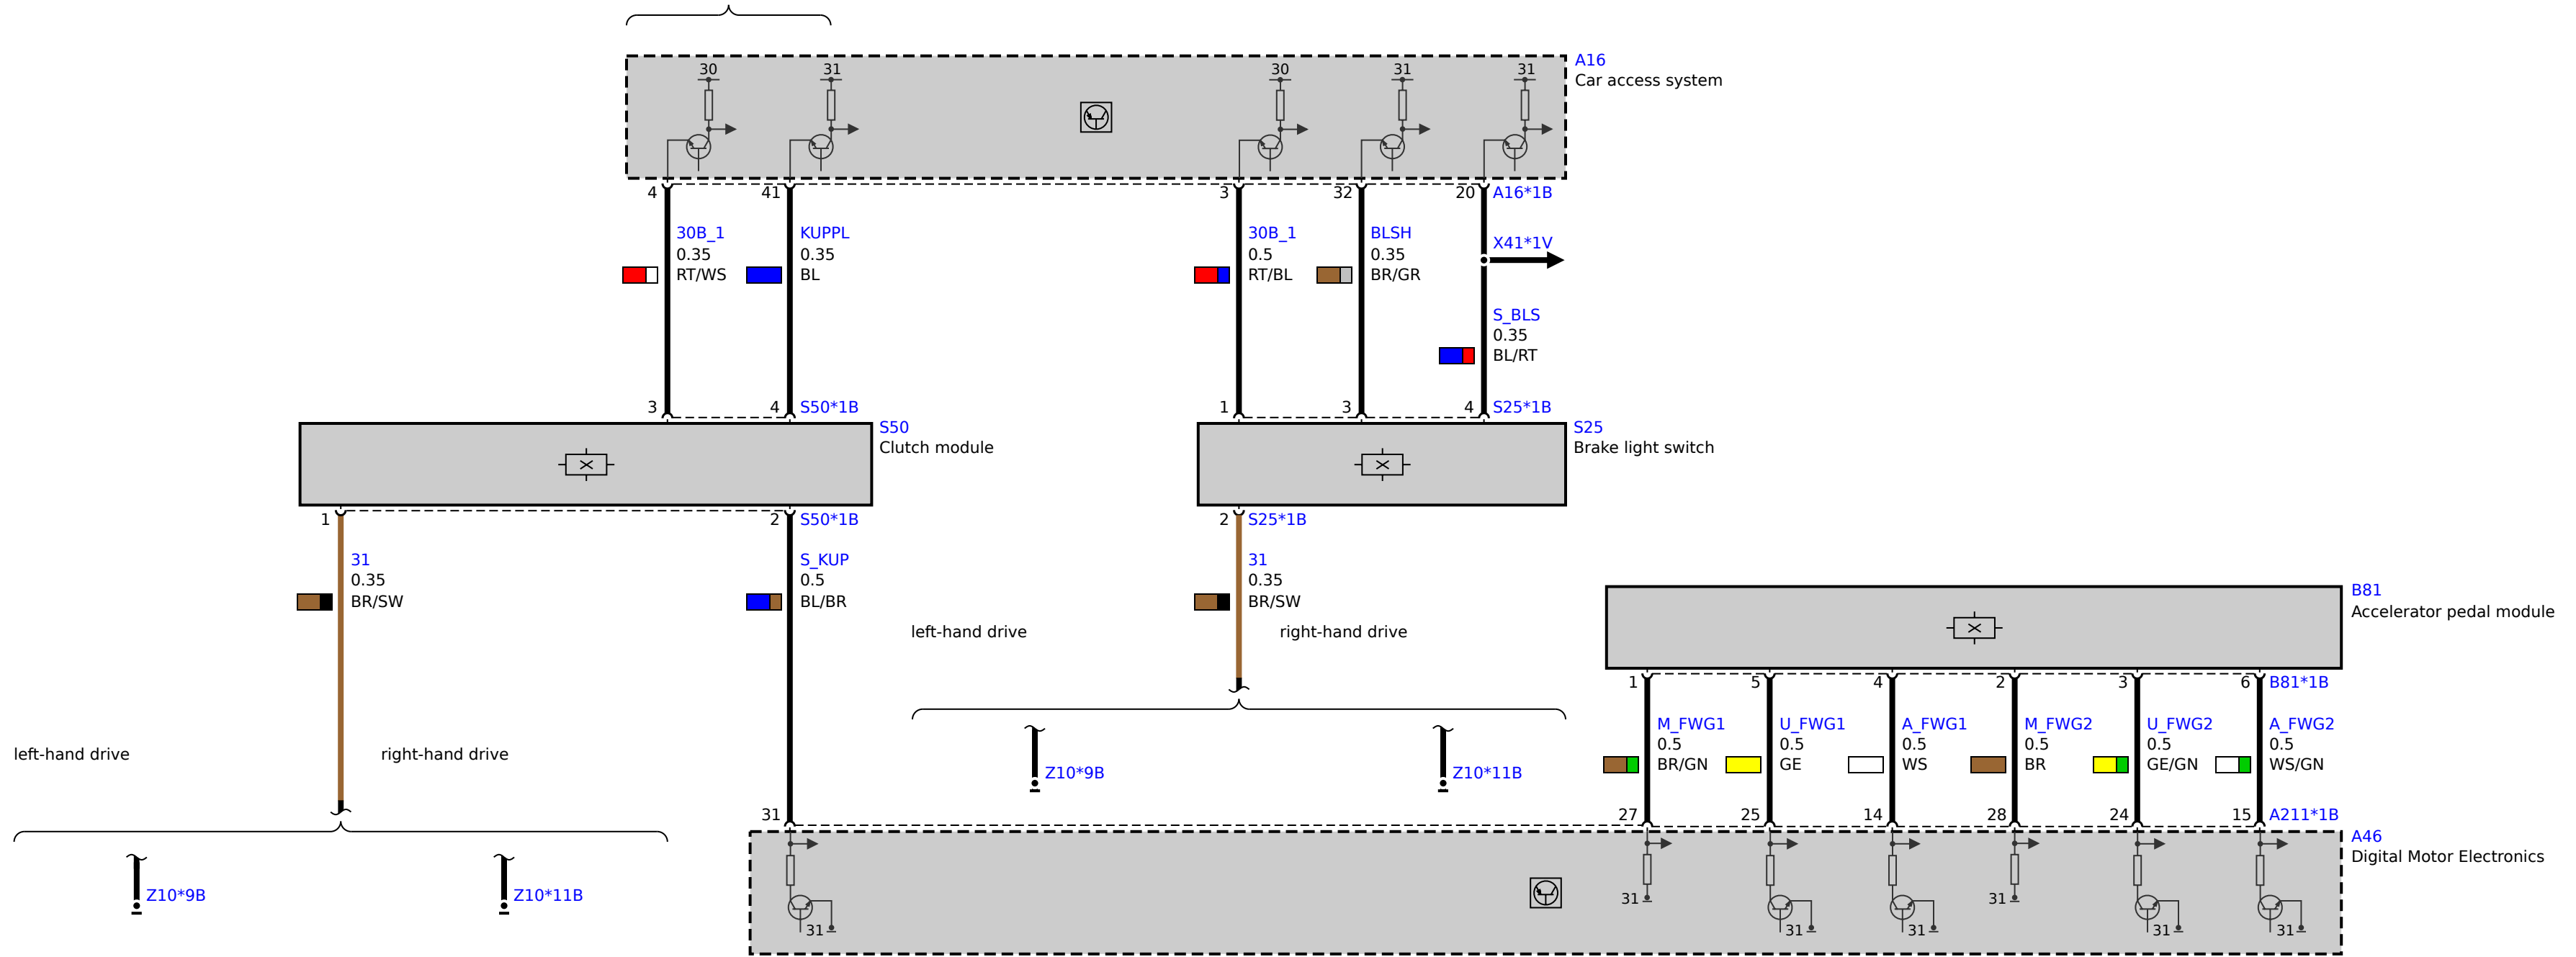 30
31
30
31
31
A16
Car access system
4
41
3
32
20
A16*1B
30B_1
0.35
RT/WS
KUPPL
0.35
BL
30B_1
0.5
RT/BL
BLSH
0.35
BR/GR
X41*1V
S_BLS
0.35
BL/RT
3
4
S50*1B
1
3
4
S25*1B
S50
Clutch module
S25
Brake light switch
1
2
S50*1B
2
S25*1B
31
0.35
BR/SW
S_KUP
0.5
BL/BR
31
0.35
BR/SW
left-hand drive
right-hand drive
B81
Accelerator pedal module
1
5
4
2
3
6
B81*1B
M_FWG1
0.5
BR/GN
U_FWG1
0.5
GE
A_FWG1
0.5
WS
M_FWG2
0.5
BR
U_FWG2
0.5
GE/GN
A_FWG2
0.5
WS/GN
left-hand drive
right-hand drive
Z10*9B
Z10*11B
31
27
25
14
28
24
15
A211*1B
A46
Digital Motor Electronics
Z10*9B
Z10*11B
31
31
31
31
31
31
31